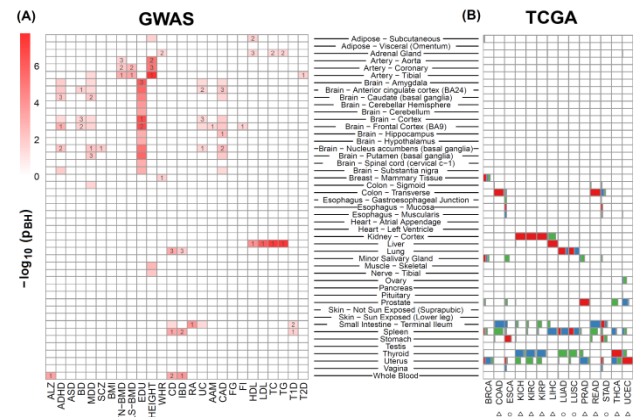 (A) GWAS
(B) TCGA
−log10 (pBH)
6
4
2
0
Adipose − Subcutaneous
Adipose − Visceral (Omentum)
Adrenal Gland
Artery − Aorta
Artery − Coronary
Artery − Tibial
Brain − Amygdala
Brain − Anterior cingulate cortex (BA24)
Brain − Caudate (basal ganglia)
Brain − Cerebellar Hemisphere
Brain − Cerebellum
Brain − Cortex
Brain − Frontal Cortex (BA9)
Brain − Hippocampus
Brain − Hypothalamus
Brain − Nucleus accumbens (basal ganglia)
Brain − Putamen (basal ganglia)
Brain − Spinal cord (cervical c−1)
Brain − Substantia nigra
Breast − Mammary Tissue
Colon − Sigmoid
Colon − Transverse
Esophagus − Gastroesophageal Junction
Esophagus − Mucosa
Esophagus − Muscularis
Heart − Atrial Appendage
Heart − Left Ventricle
Kidney − Cortex
Liver
Lung
Minor Salivary Gland
Muscle − Skeletal
Nerve − Tibial
Ovary
Pancreas
Pituitary
Prostate
Skin − Not Sun Exposed (Suprapubic)
Skin − Sun Exposed (Lower leg)
Small Intestine − Terminal Ileum
Spleen
Stomach
Testis
Thyroid
Uterus
Vagina
Whole Blood
ALZ
ADHD
ASD
BD
MDD
SCZ
BMI
EDU
HEIGHT
WHR
CD
IBD
RA
UC
AAM
CAD
FG
FI
HDL
LDL
TC
TG
T1D
T2D
BRCA
COAD
ESCA
KICH
KIRC
KIRP
LIHC
LUAD
LUSC
PRAD
READ
STAD
THCA
UCEC